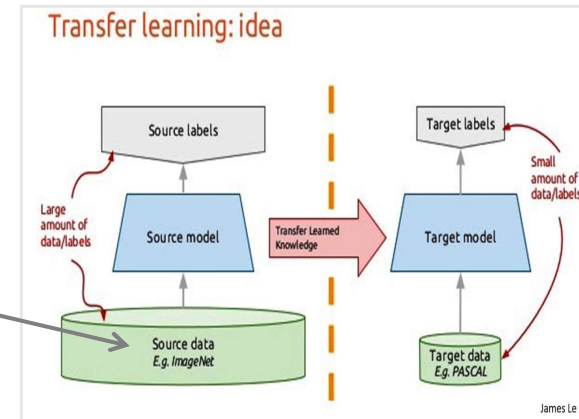 Transfer learning: idea
Source labels
Target labels
Large
amount of
data/labels
Small
amount of
data/labels
Source model
Transfer Learned
Knowledge
Target model
Source data
E.g. ImageNet
Target data
E.g. PASCAL
James Le